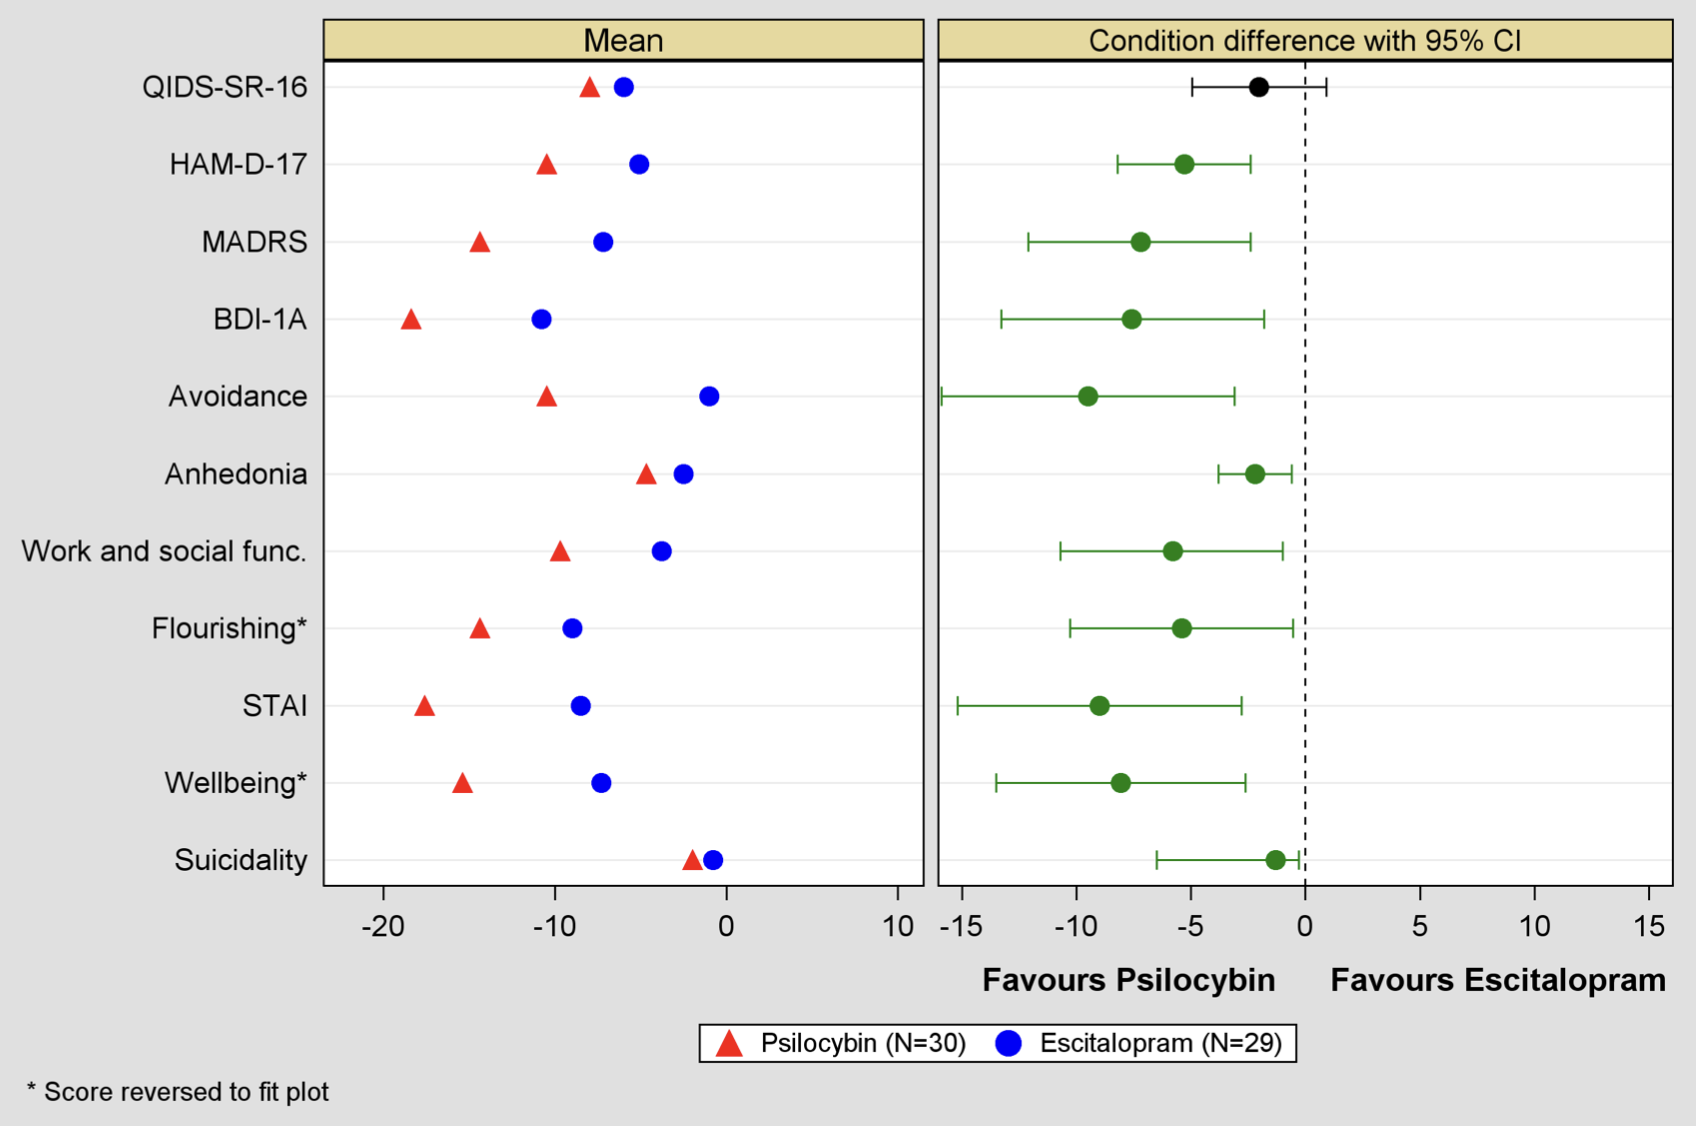 Mean
Condition difference with 95% CI
QIDS-SR-16
HAM-D-17
MADRS
BDI-1A
Avoidance
Anhedonia
Work and social func.
Flourishing*
STAI
Wellbeing*
Suicidality
-20 -10 0 10
-15 -10 -5 0 5 10 15
Favours Psilocybin Favours Escitalopram
Psilocybin (N=30) Escitalopram (N=29)
* Score reversed to fit plot